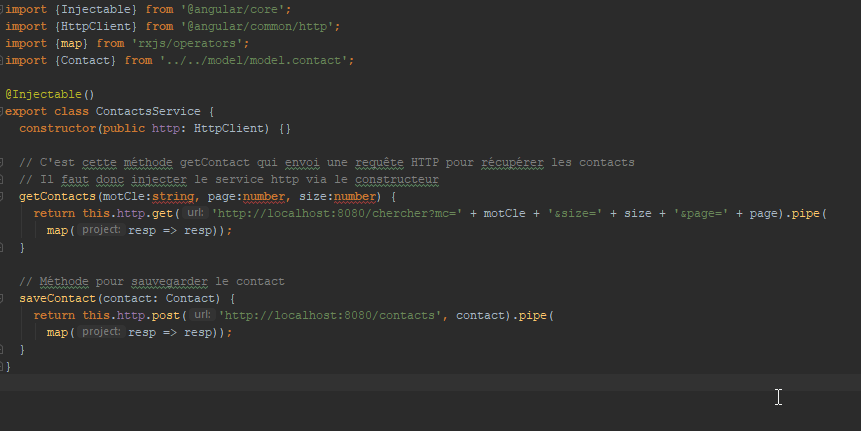 import {Injectable} from '@angular/core';
import {HttpClient} from '@angular/common/http';
import {map} from 'rxjs/operators';
import {Contact} from '../../model/model.contact';
@Injectable()
export class ContactsService {
constructor(public http: HttpClient) {}
// C'est cette méthode getContact qui envoi une requête HTTP pour récupérer les contacts
// Il faut donc injecter le service http via le constructeur
getContacts(motCle:string, page:number, size:number) {
return this.http.get( url: 'http://localhost:8080/chercher?mc=' + motCle + '&size=' + size + '&page=' + page).pipe(
map( project: resp => resp));
}
// Méthode pour sauvegarder le contact
saveContact(contact: Contact) {
return this.http.post( url: 'http://localhost:8080/contacts', contact).pipe(
map( project: resp => resp));
}
}